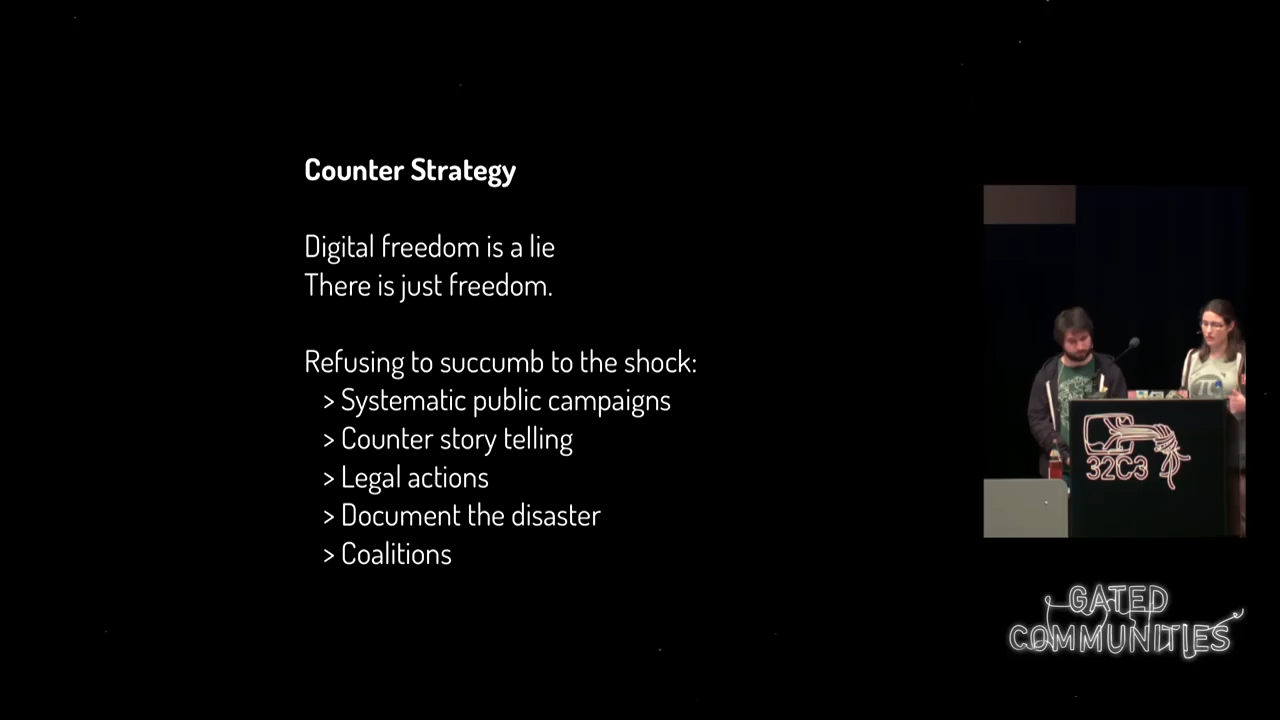 Counter Strategy
Digital freedom is a lie
There is just freedom.
Refusing to succumb to the shock:
> Systematic public campaigns
> Counter story telling
> Legal actions
> Document the disaster
> Coalitions
32C3
GATED
COMMUNITIES